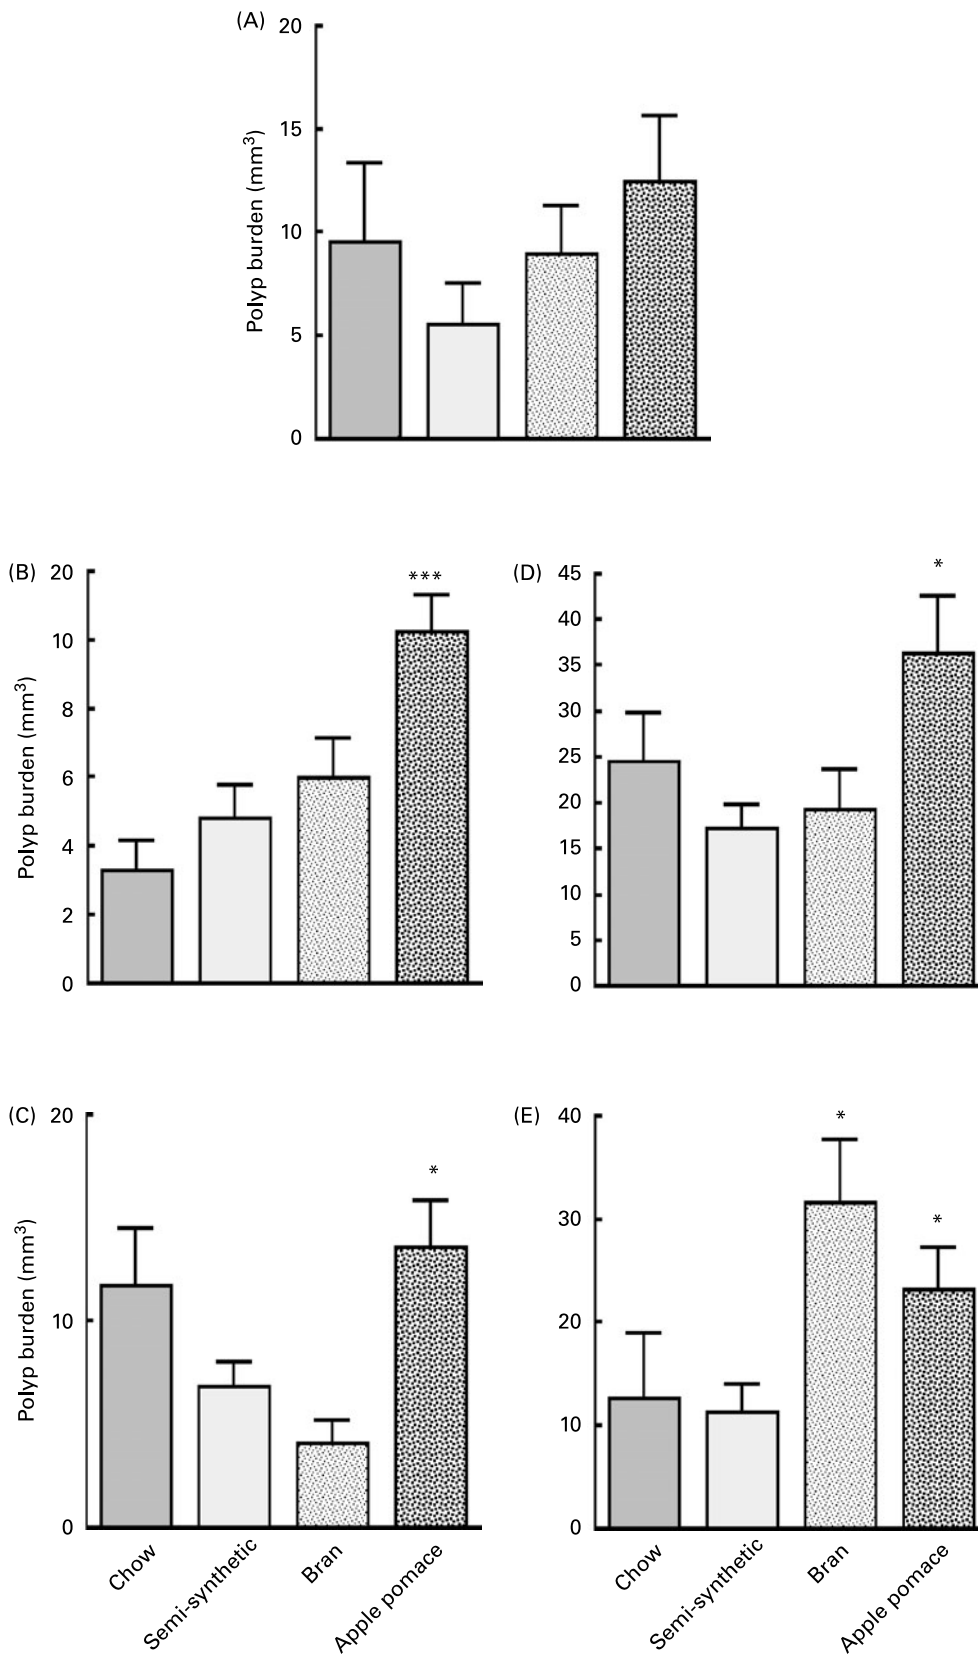 (A)
20
15
10
5
0
Polyp burden (mm³)
(B)
20
10
8
6
4
2
0
Polyp burden (mm³)
***
(D)
45
40
35
30
25
20
15
10
5
0
*
(C)
20
10
0
Polyp burden (mm³)
*
Chow
Semi-synthetic
Bran
Apple pomace
(E)
40
30
20
10
0
*
*
Chow
Semi-synthetic
Bran
Apple pomace